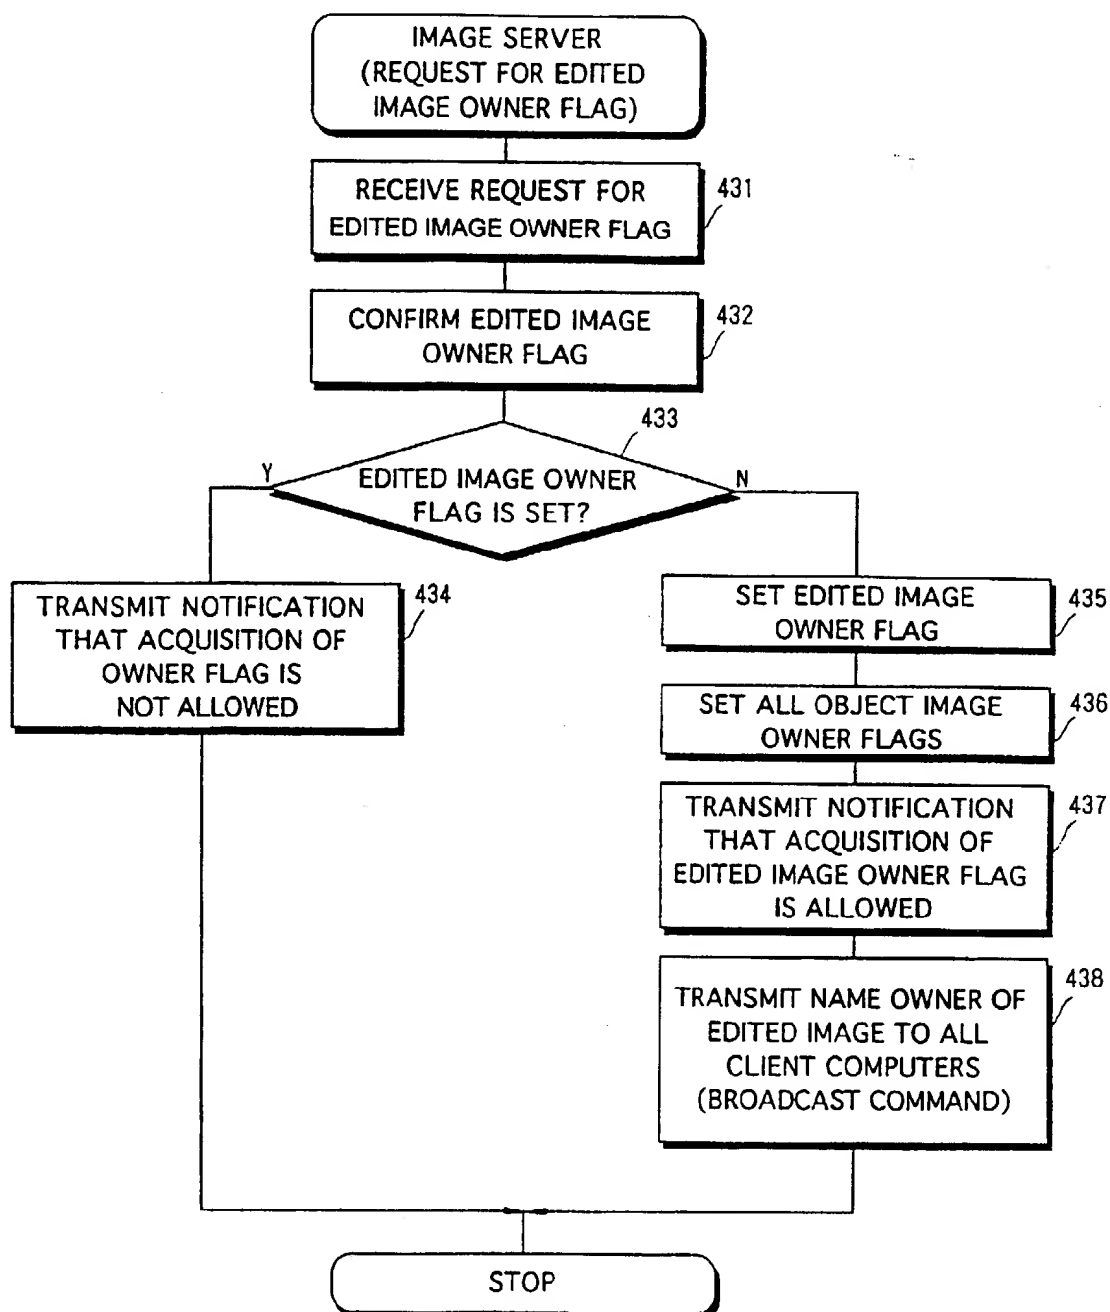 IMAGE SERVER
(REQUEST FOR EDITED
IMAGE OWNER FLAG)
RECEIVE REQUEST FOR
EDITED IMAGE OWNER FLAG
431
CONFIRM EDITED IMAGE
OWNER FLAG
432
433
EDITED IMAGE OWNER
FLAG IS SET?
Y
N
TRANSMIT NOTIFICATION
THAT ACQUISITION OF
OWNER FLAG IS
NOT ALLOWED
434
SET EDITED IMAGE
OWNER FLAG
435
SET ALL OBJECT IMAGE
OWNER FLAGS
436
TRANSMIT NOTIFICATION
THAT ACQUISITION OF
EDITED IMAGE OWNER FLAG
IS ALLOWED
437
TRANSMIT NAME OWNER OF
EDITED IMAGE TO ALL
CLIENT COMPUTERS
(BROADCAST COMMAND)
438
STOP